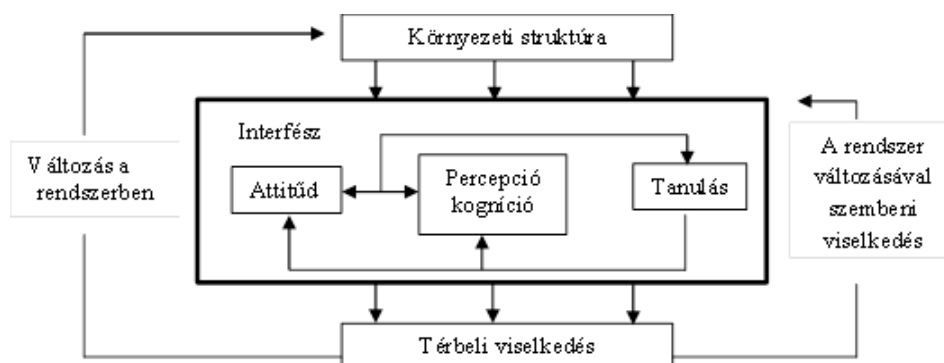 Környezeti struktúra
Interfész
Változás a
rendszerben
Attitűd
Percepció
kogníció
Tanulás
A rendszer
változásával
szembeni
viselkedés
Térbeli viselkedés